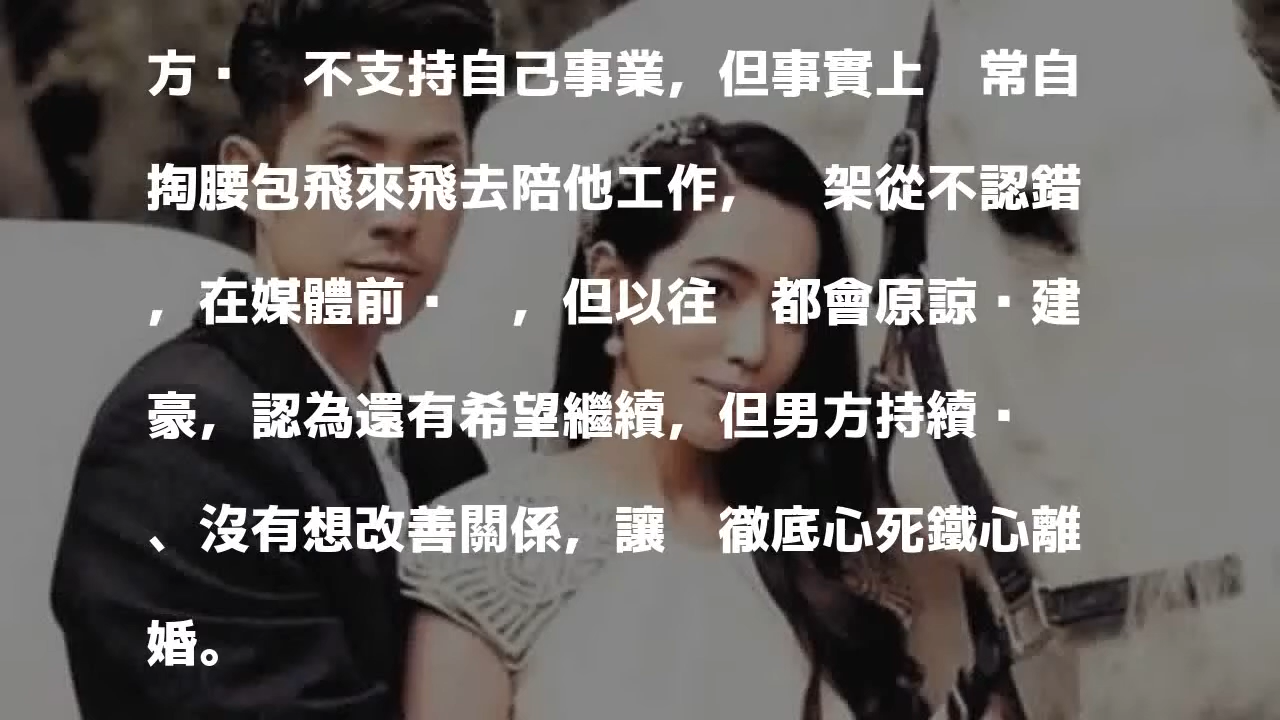 方·　不支持自己事業，但事實上　常自
掏腰包飛來飛去陪他工作，　架從不認錯
，在媒體前·　，但以往　都會原諒·建
豪，認為還有希望繼續，但男方持續·
、沒有想改善關係，讓　徹底心死鐵心離
婚。